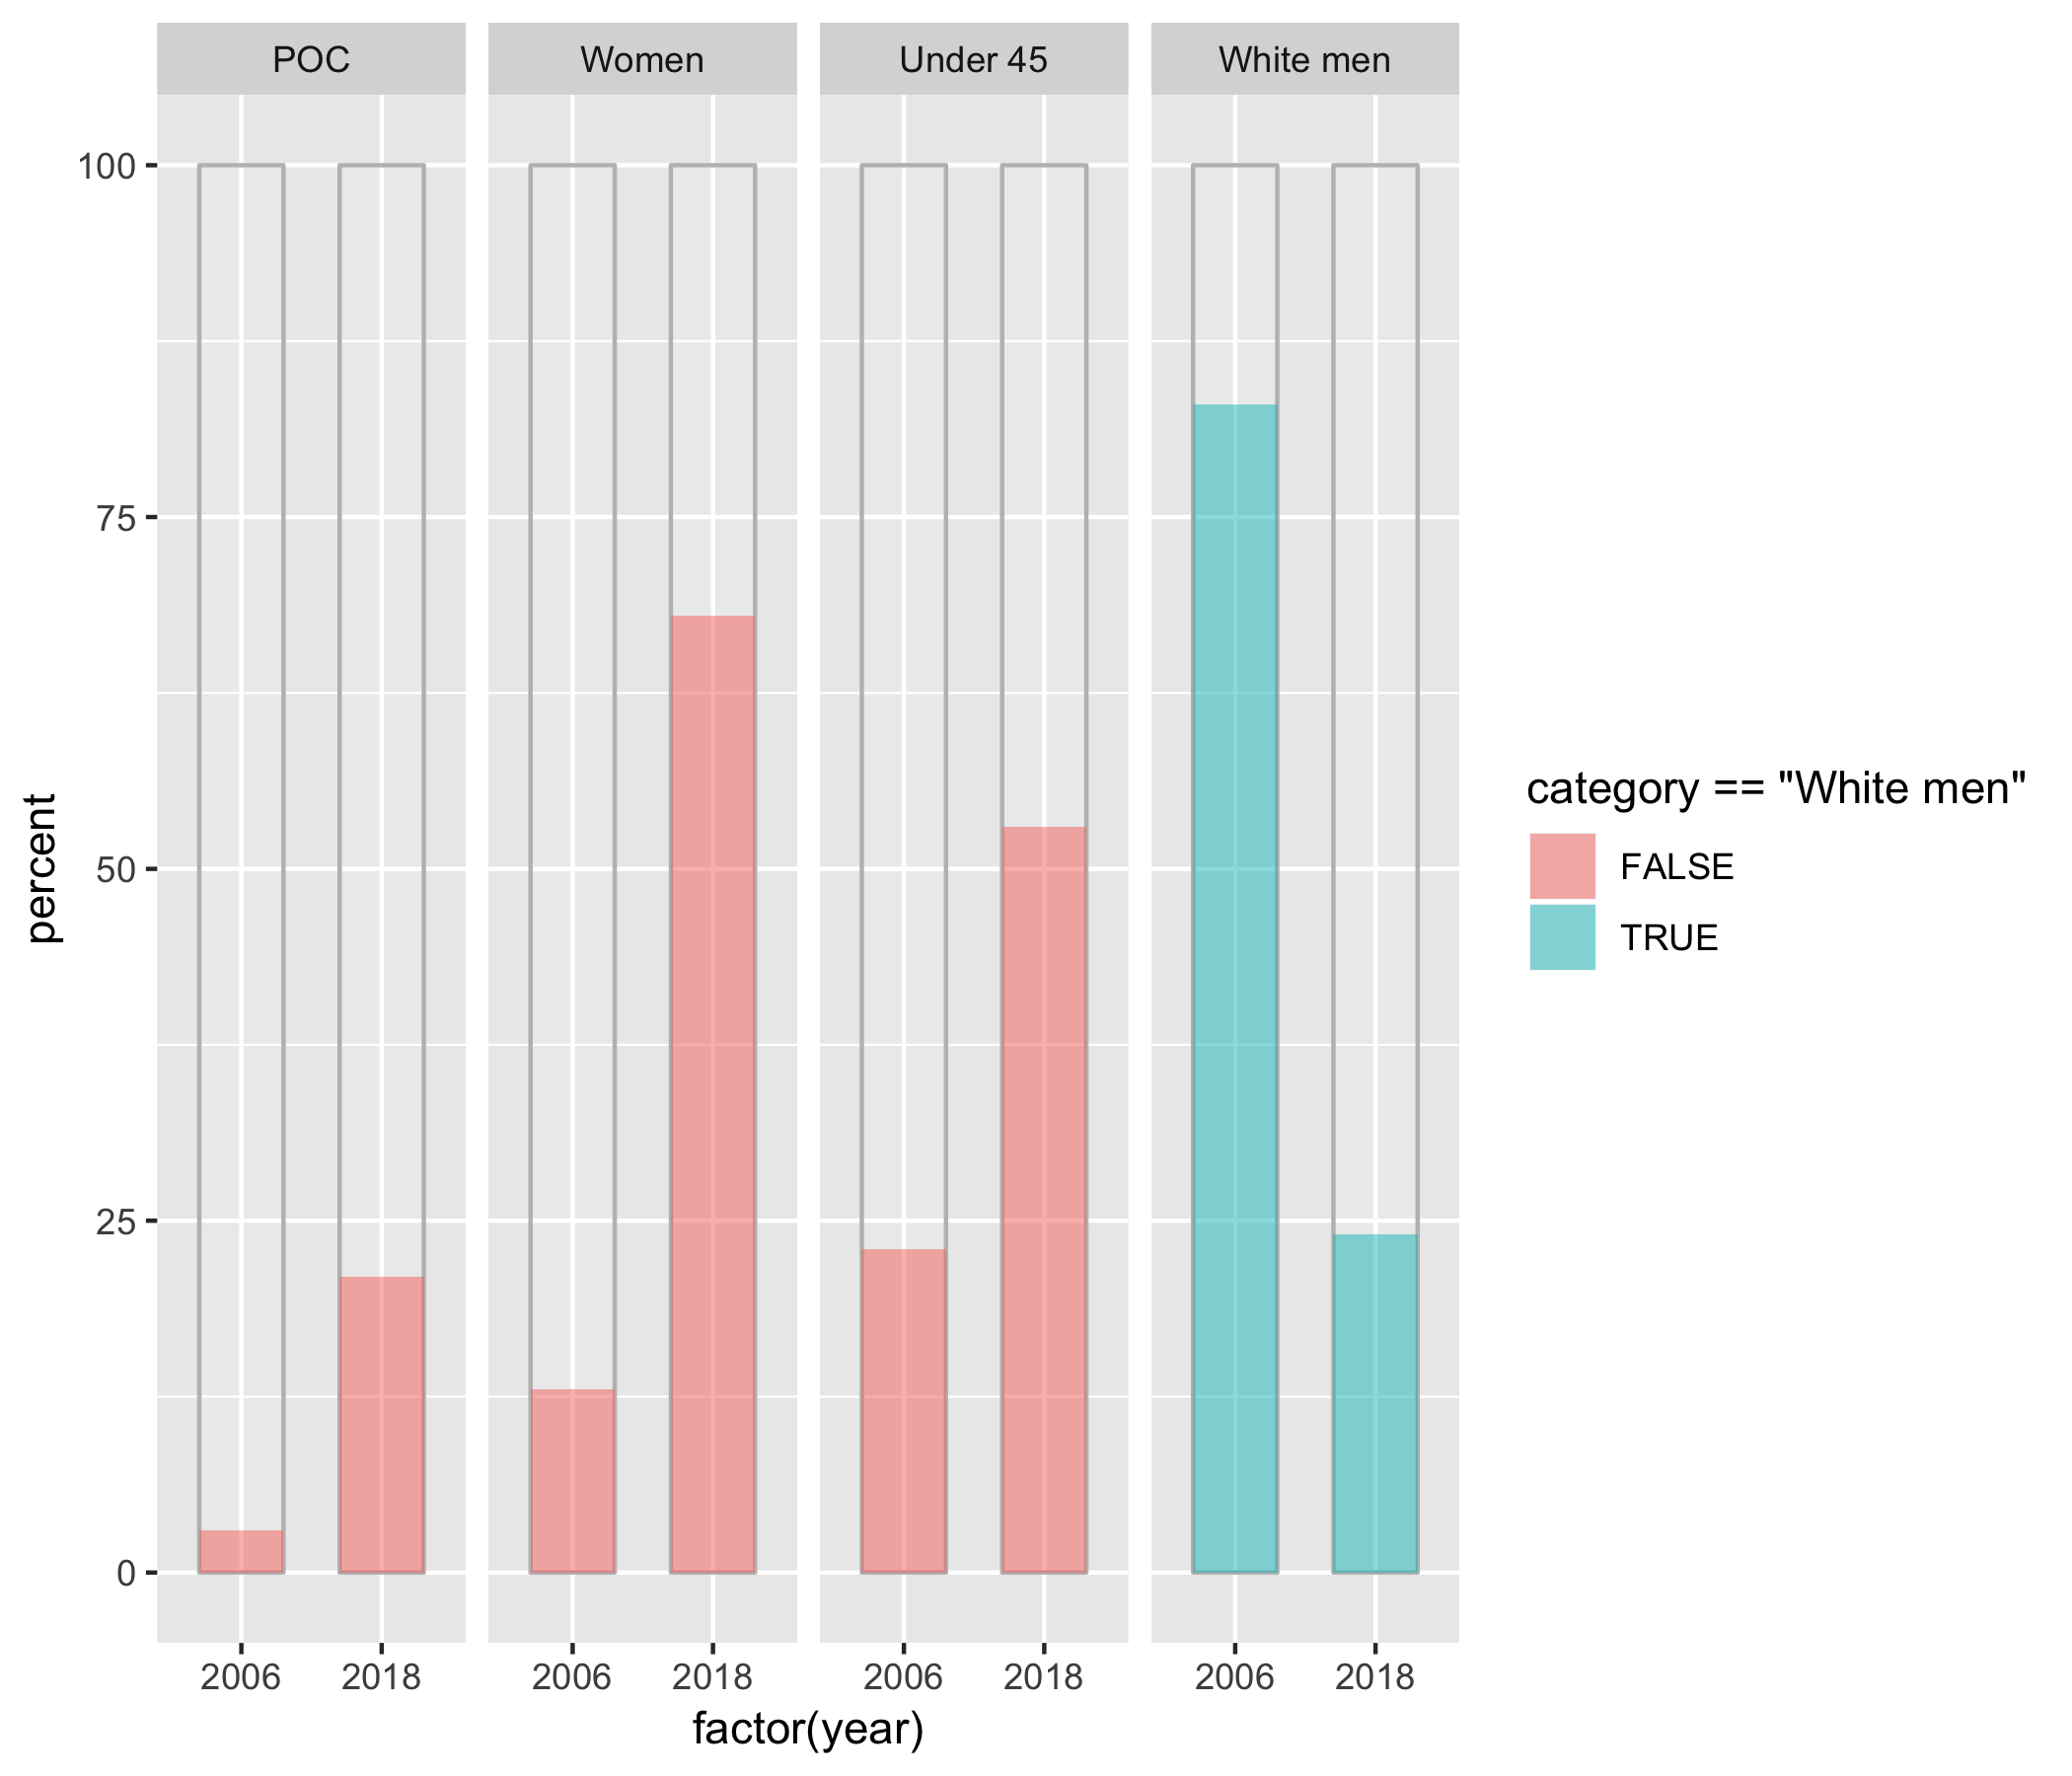 POC Women Under 45 White men
100
75
50
25
0
percent
2006 2018 2006 2018 2006 2018 2006 2018
factor(year)
category == "White men"
FALSE
TRUE